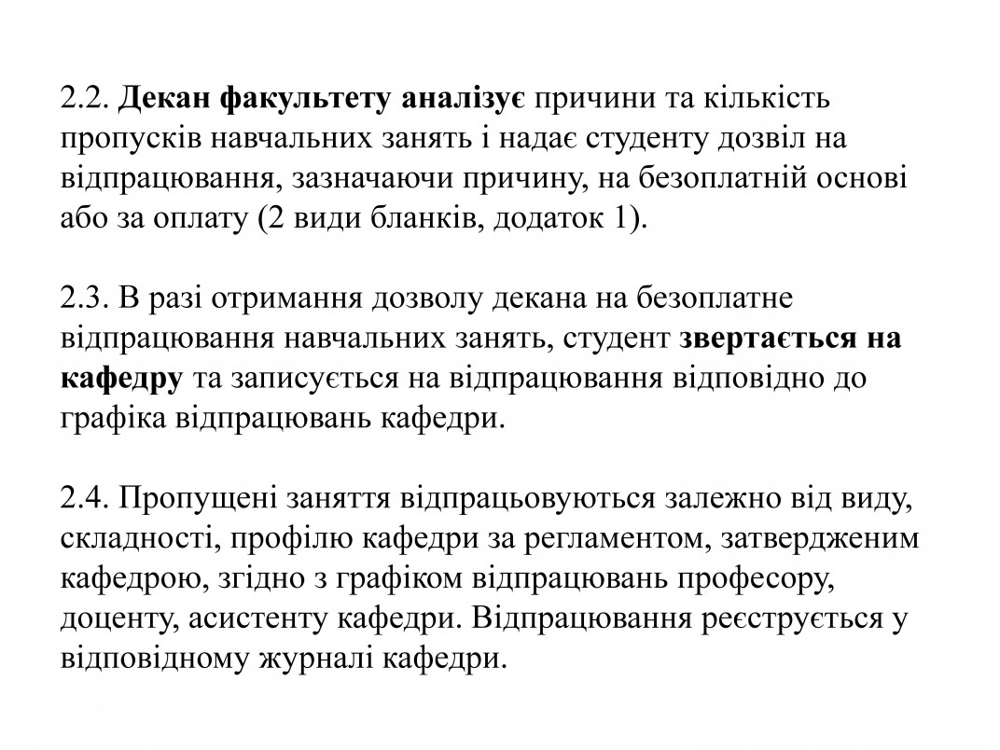 2.2. Декан факультету аналізує причини та кількість
пропусків навчальних занять і надає студенту дозвіл на
відпрацювання, зазначаючи причину, на безоплатній основі
або за оплату (2 види бланків, додаток 1).
2.3. В разі отримання дозволу декана на безоплатне
відпрацювання навчальних занять, студент звертається на
кафедру та записується на відпрацювання відповідно до
графіка відпрацювань кафедри.
2.4. Пропущені заняття відпрацьовуються залежно від виду,
складності, профілю кафедри за регламентом, затвердженим
кафедрою, згідно з графіком відпрацювань професору,
доценту, асистенту кафедри. Відпрацювання реєструється у
відповідному журналі кафедри.